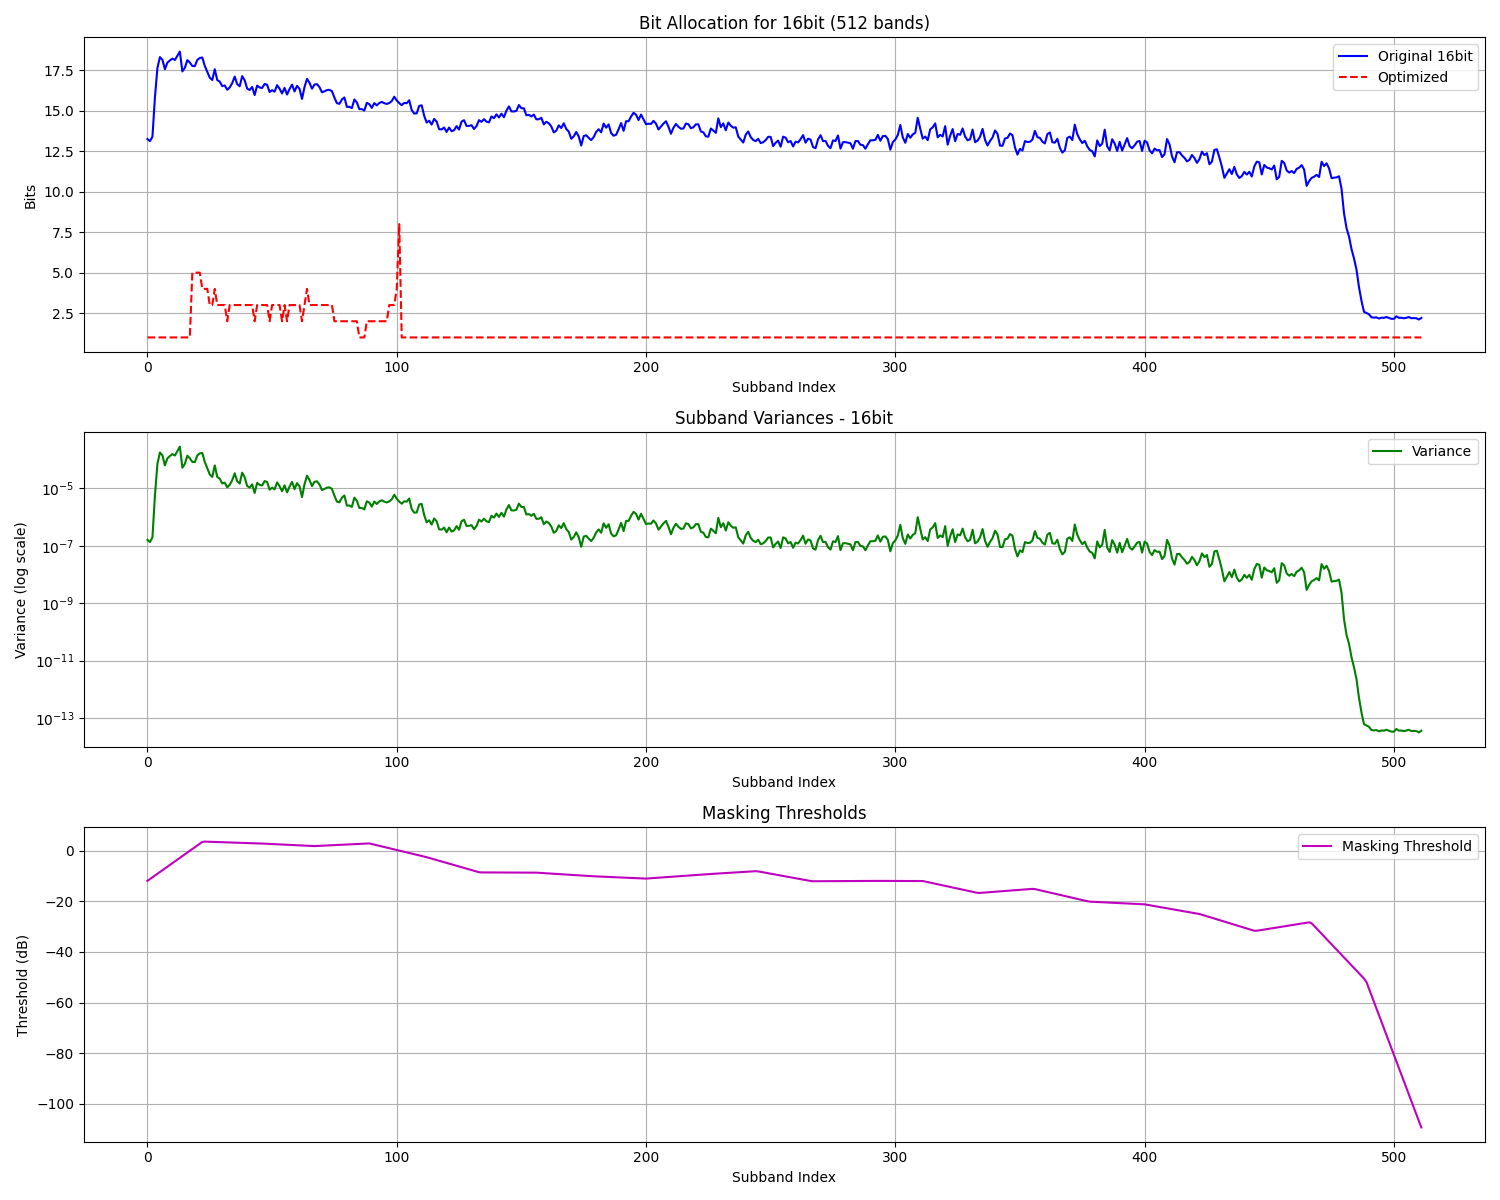 Bit Allocation for 16bit (512 bands)
Original 16bit
Optimized
17.5
15.0
12.5
10.0
7.5
5.0
2.5
Bits
0 100 200 300 400 500
Subband Index
Subband Variances - 16bit
Variance
10⁻⁵
10⁻⁷
10⁻⁹
10⁻¹¹
10⁻¹³
Variance (log scale)
0 100 200 300 400 500
Subband Index
Masking Thresholds
Masking Threshold
0
−20
−40
−60
−80
−100
Threshold (dB)
0 100 200 300 400 500
Subband Index